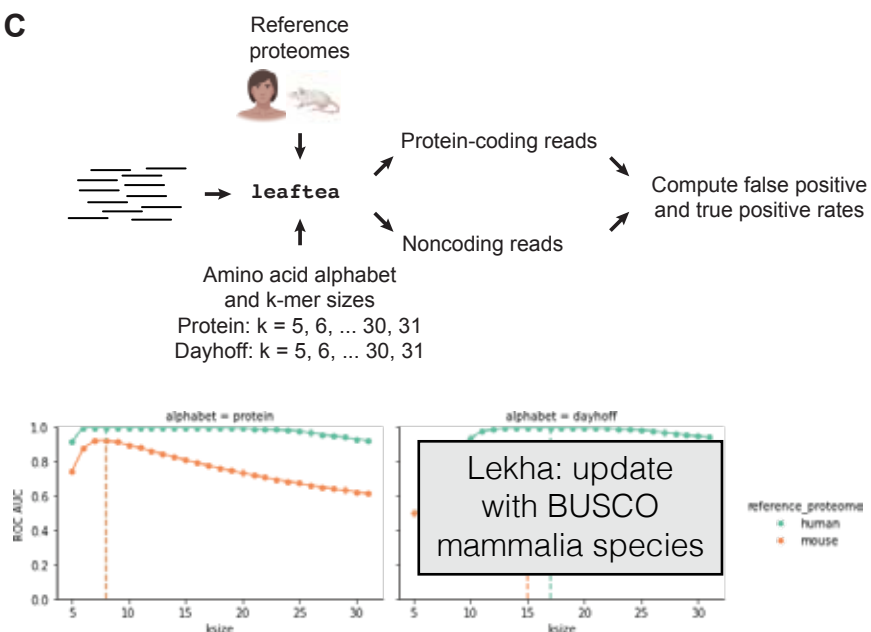 C
Reference
proteomes
leaftea
Protein-coding reads
Noncoding reads
Compute false positive
and true positive rates
Amino acid alphabet
and k-mer sizes
Protein: k = 5, 6, ... 30, 31
Dayhoff: k = 5, 6, ... 30, 31
alphabet = protein
ROC AUC
1.0
0.8
0.6
0.4
0.2
0.0
5 10 15 20 25 30
ksize
alphabet = dayhoff
Lekha: update
with BUSCO
mammalia species
5 10 15 20 25 30
ksize
reference_proteome
human
mouse